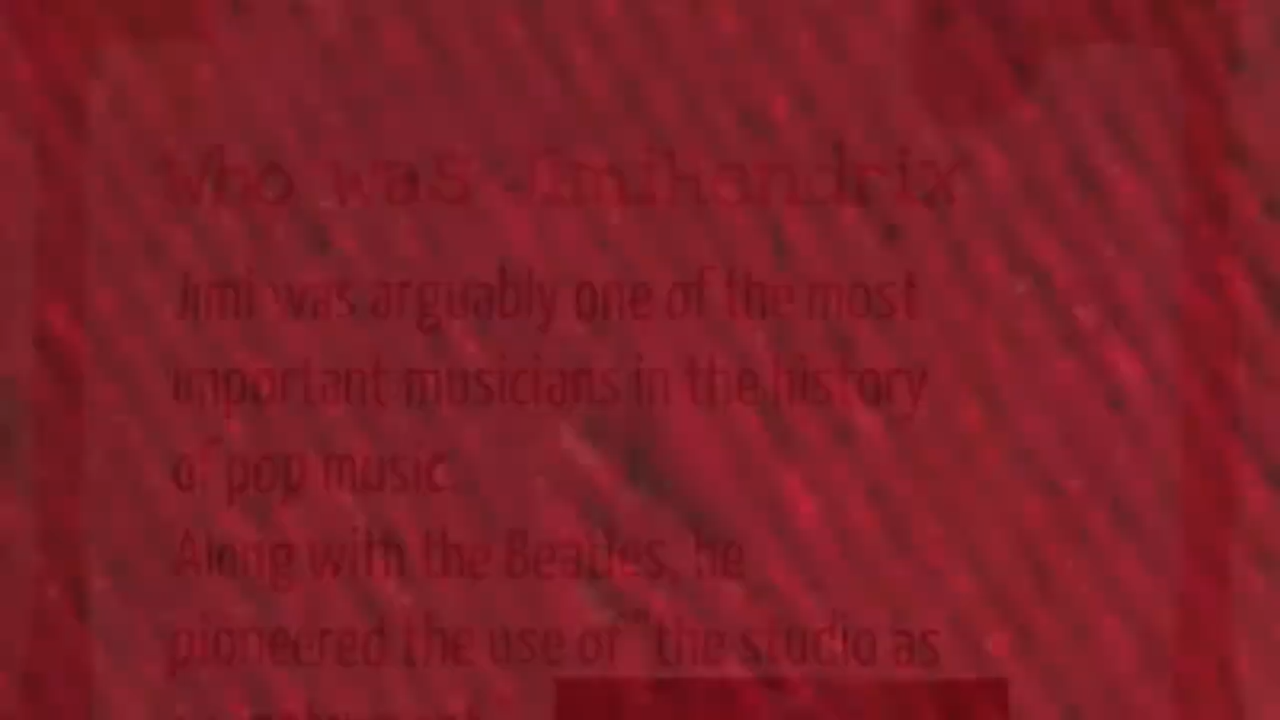 who was Jimi hendrix
Jimi was arguably one of the most
important musicians in the history
of pop music.
Along with the Beatles, he
pioneered the use of "the studio as